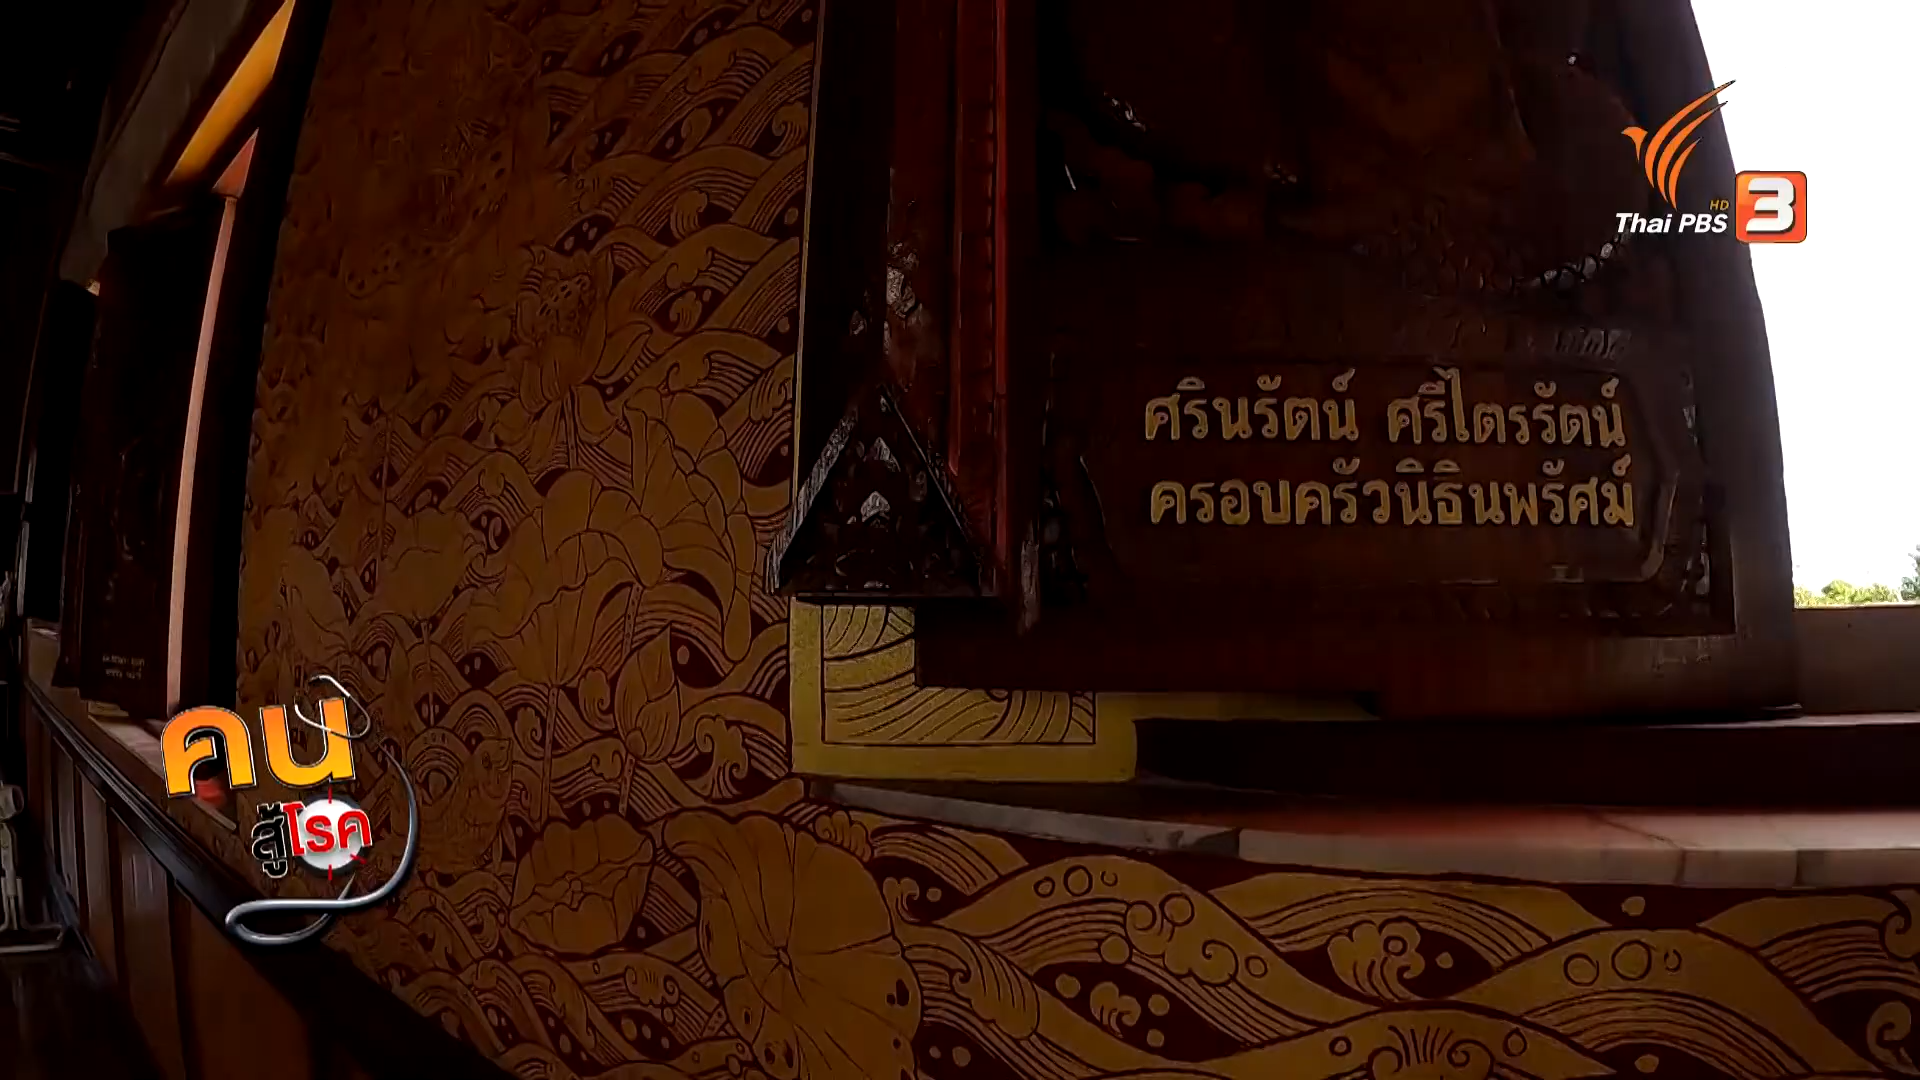 HD
Thai PBS 3
ศรินรัตน์ ศรีไตรรัตน์
ครอบครัวนิธินพรัศม์
คน
สู้โรค